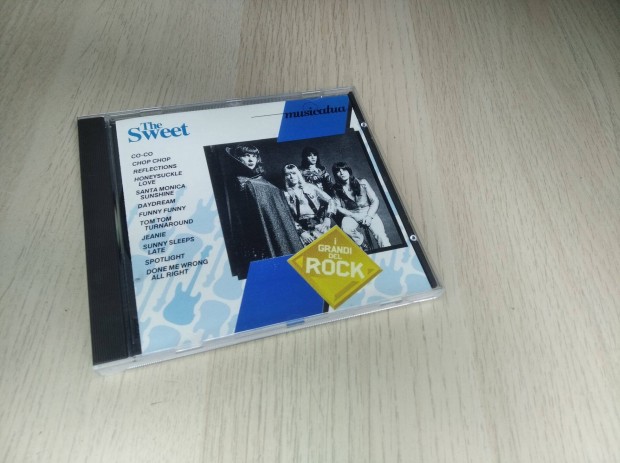 The
Sweet
musicatua
CO-CO
CHOP CHOP
REFLECTIONS
HONEYSUCKLE
LOVE
SANTA MONICA
SUNSHINE
DAYDREAM
FUNNY FUNNY
TOM TOM
TURNAROUND
JEANIE
SUNNY SLEEPS
LATE
SPOTLIGHT
DONE ME WRONG
ALL RIGHT
I
GRANDI
DEL
ROCK